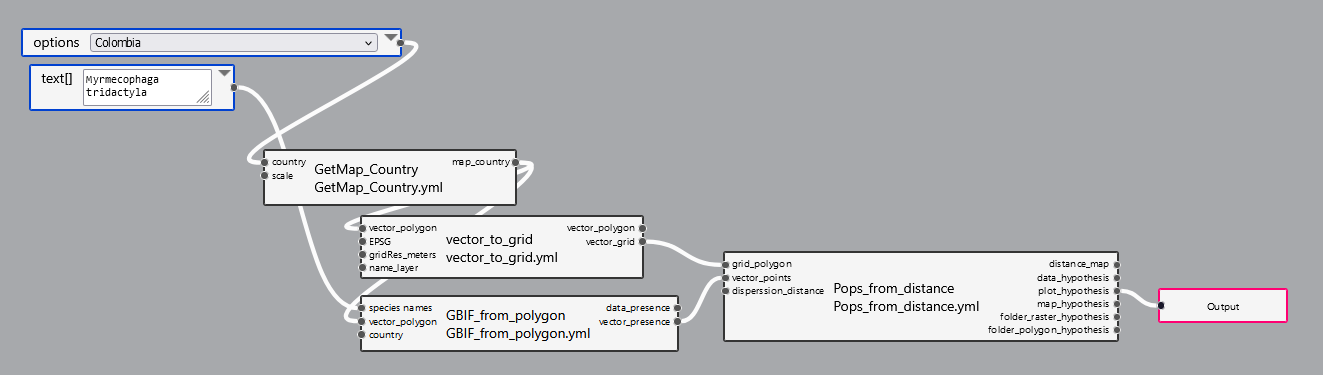 options Colombia
text[] Myrmecophaga
tridactyla
country
scale
GetMap_Country
GetMap_Country.yml
map_country
vector_polygon
EPSG
gridRes_meters
name_layer
vector_to_grid
vector_to_grid.yml
vector_polygon
vector_grid
species names
vector_polygon
country
GBIF_from_polygon
GBIF_from_polygon.yml
data_presence
vector_presence
grid_polygon
vector_points
disperssion_distance
Pops_from_distance
Pops_from_distance.yml
distance_map
data_hypothesis
plot_hypothesis
map_hypothesis
folder_raster_hypothesis
folder_polygon_hypothesis
Output